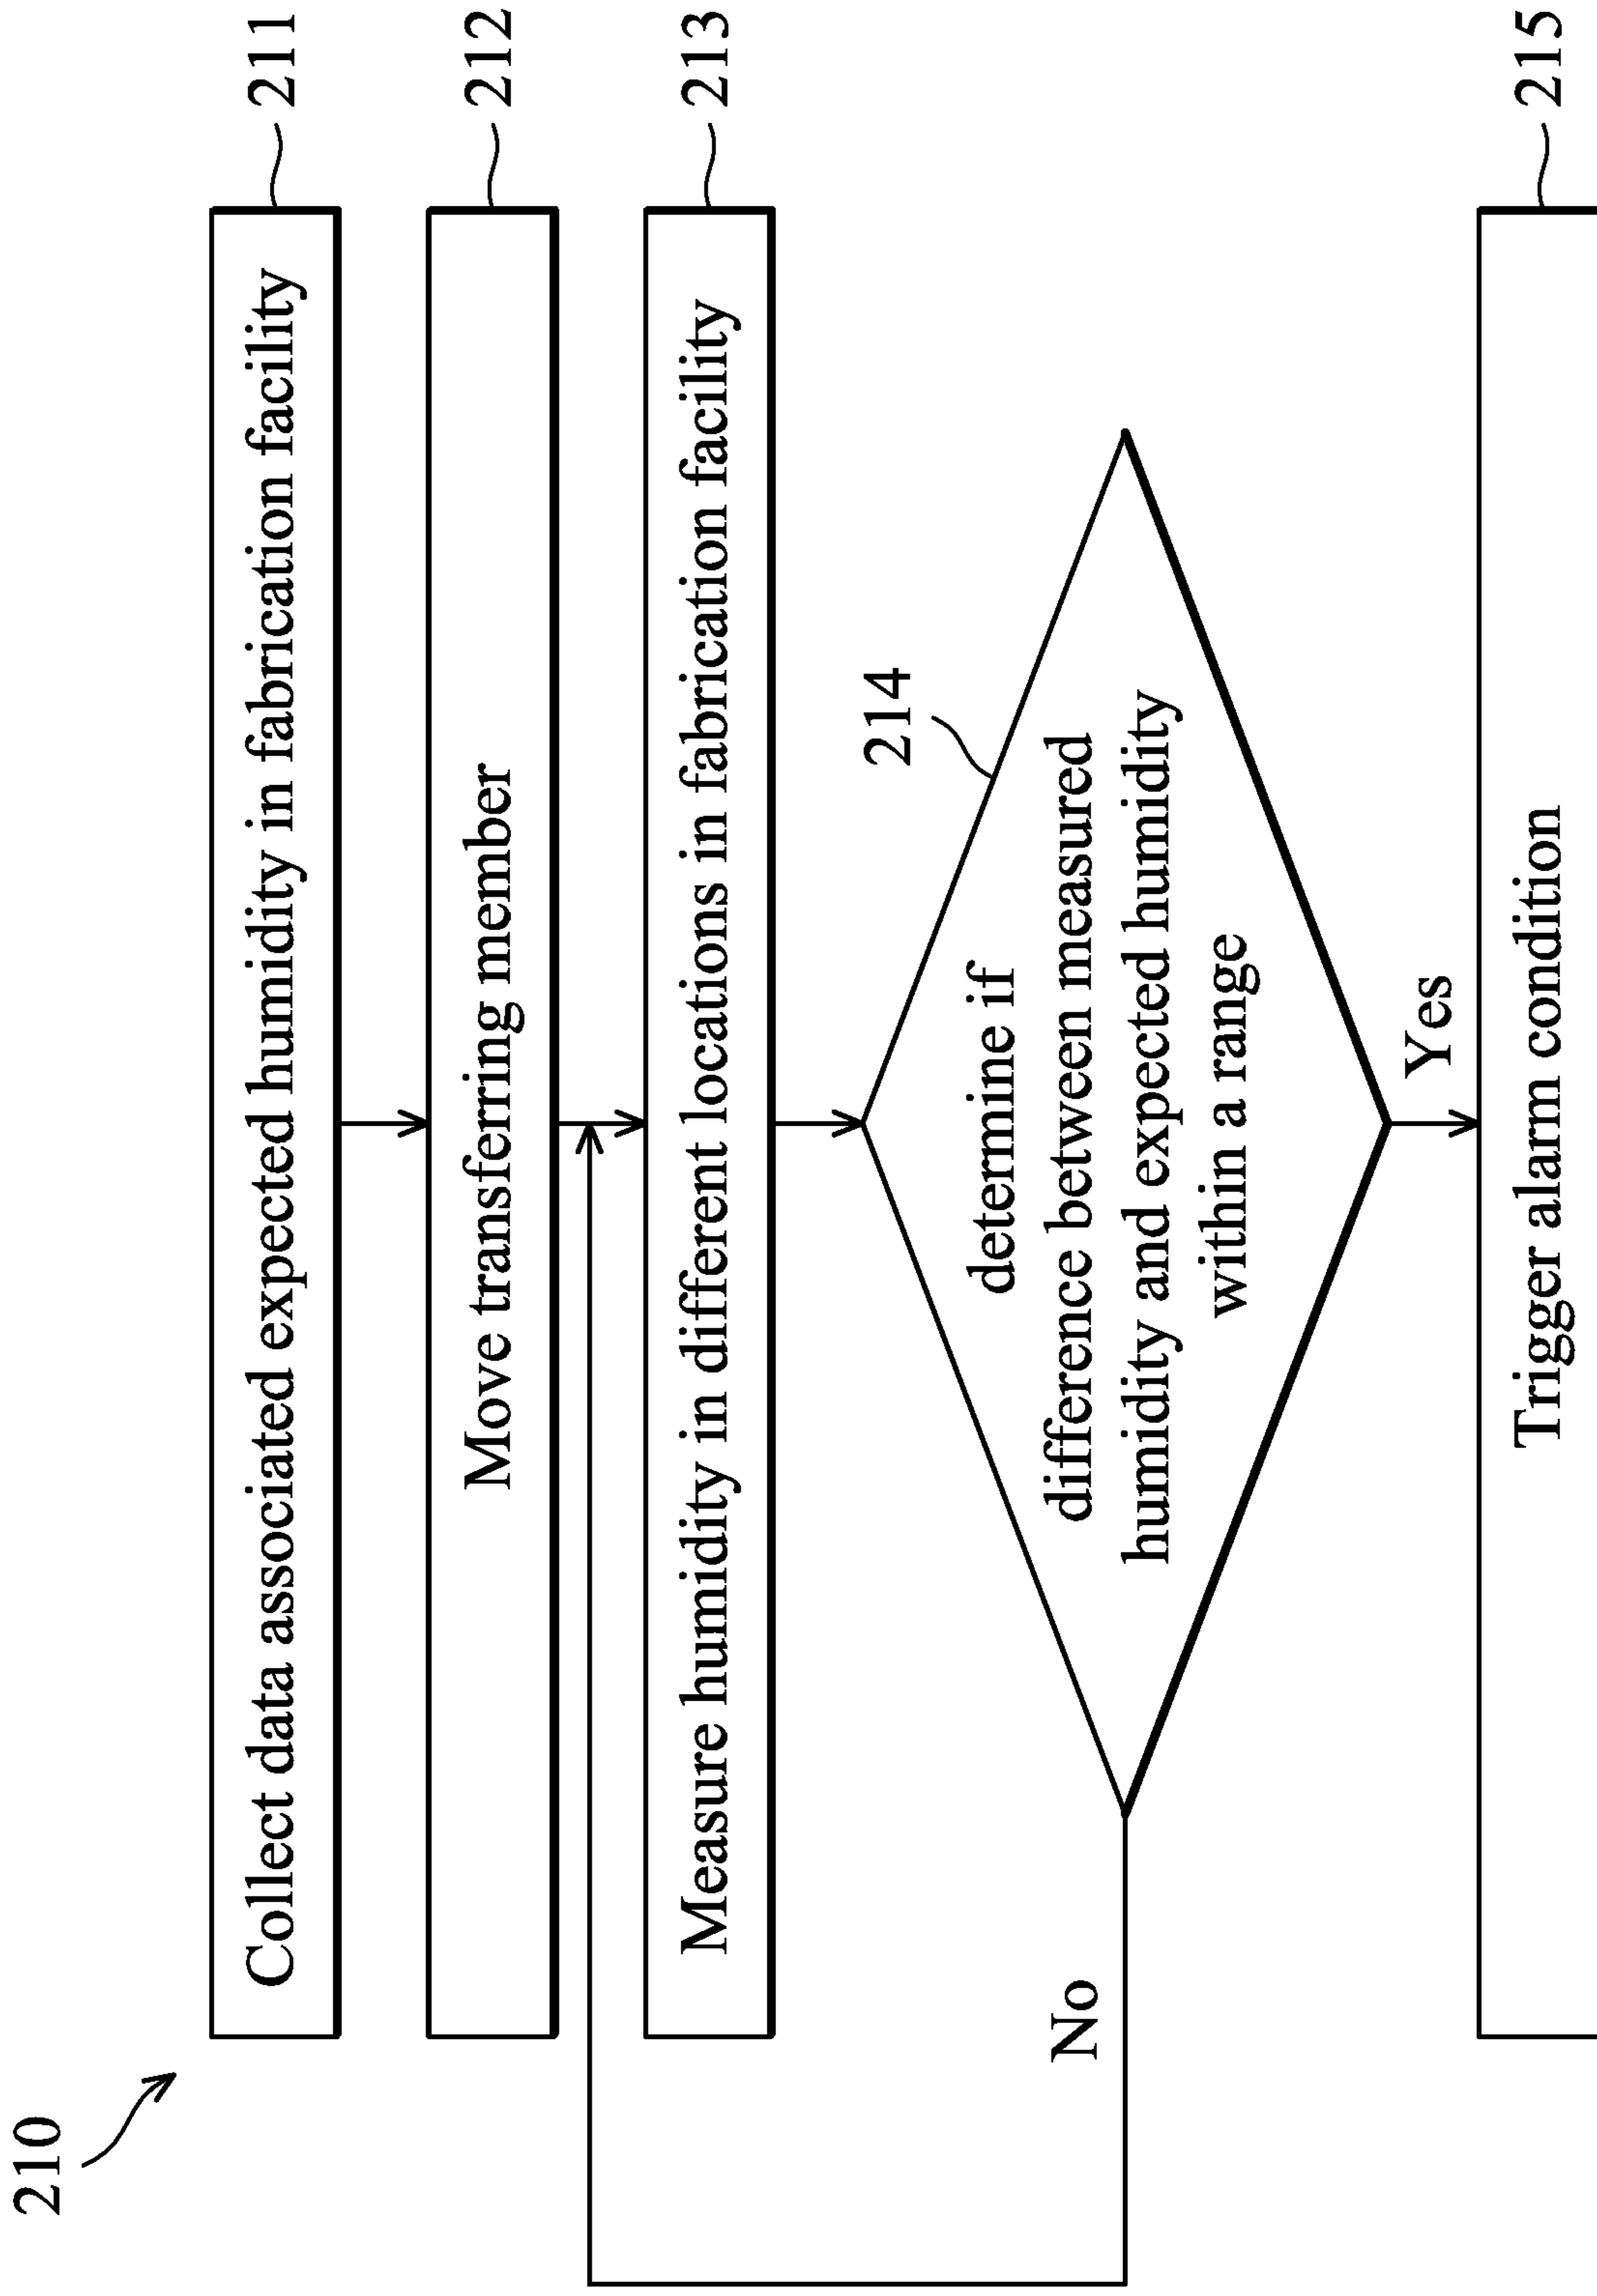 210
Collect data associated expected humidity in fabrication facility
211
Move transferring member
212
Measure humidity in different locations in fabrication facility
213
214
determine if
difference between measured
humidity and expected humidity
within a range
No
Yes
Trigger alarm condition
215